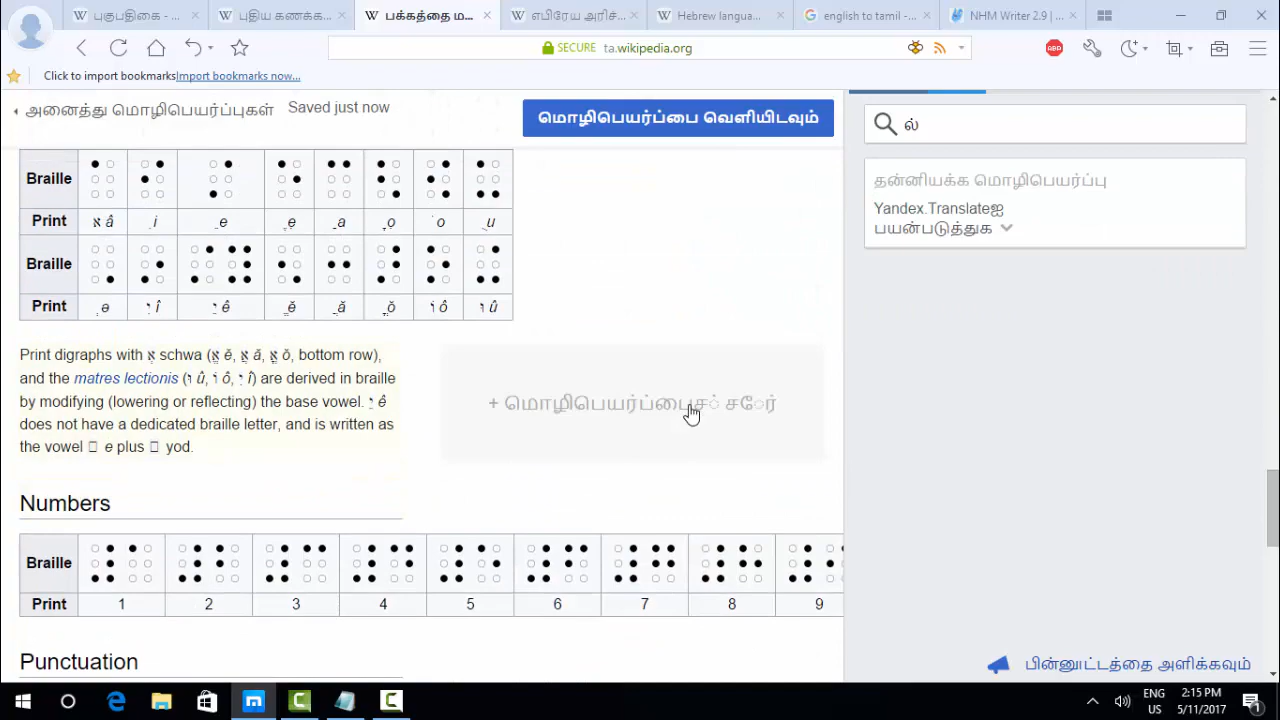 புகுபதிகை - ...
புதிய கணக்க...
பக்கத்தை ம...
எபிரேய அரிச்...
Hebrew langua...
english to tamil -...
NHM Writer 2.9 | ...
SECURE ta.wikipedia.org
ABP
Click to import bookmarks Import bookmarks now...
அனைத்து மொழிபெயர்ப்புகள் Saved just now
மொழிபெயர்ப்பை வெளியிடவும்
ல்
தன்னியக்க மொழிபெயர்ப்பு
Yandex.Translateஐ
பயன்படுத்துக
Braille
Print א â ִ i ֵ e ֶ ẹ ַ a ָ ọ ֹ o ֻ u
Braille
Print ְ ə ִי î ֵי ê ֱ ĕ ֲ ă ֳ ŏ וֹ ô וּ û
Print digraphs with אְ schwa (אֱ ĕ, אֲ ă, אֳ ŏ, bottom row),
and the matres lectionis (וּ û, וֹ ô, ִי î) are derived in braille
by modifying (lowering or reflecting) the base vowel. ֵי ê
does not have a dedicated braille letter, and is written as
the vowel □ e plus □ yod.
+ மொழிபெயர்ப்பைச் சேர்
Numbers
Braille
Print 1 2 3 4 5 6 7 8 9
Punctuation
பின்னூட்டத்தை அளிக்கவும்
ENG
US
2:15 PM
5/11/2017